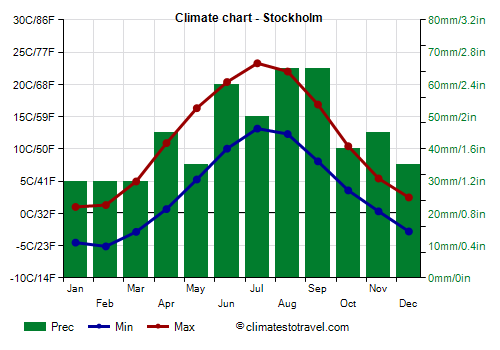 Climate chart - Stockholm
30C/86F 80mm/3.2in
25C/77F 70mm/2.8in
20C/68F 60mm/2.4in
15C/59F 50mm/2in
10C/50F 40mm/1.6in
5C/41F 30mm/1.2in
0C/32F 20mm/0.8in
-5C/23F 10mm/0.4in
-10C/14F 0mm/0in
Jan Mar May Jul Sep Nov
Feb Apr Jun Aug Oct Dec
Prec Min Max ©climatestotravel.com